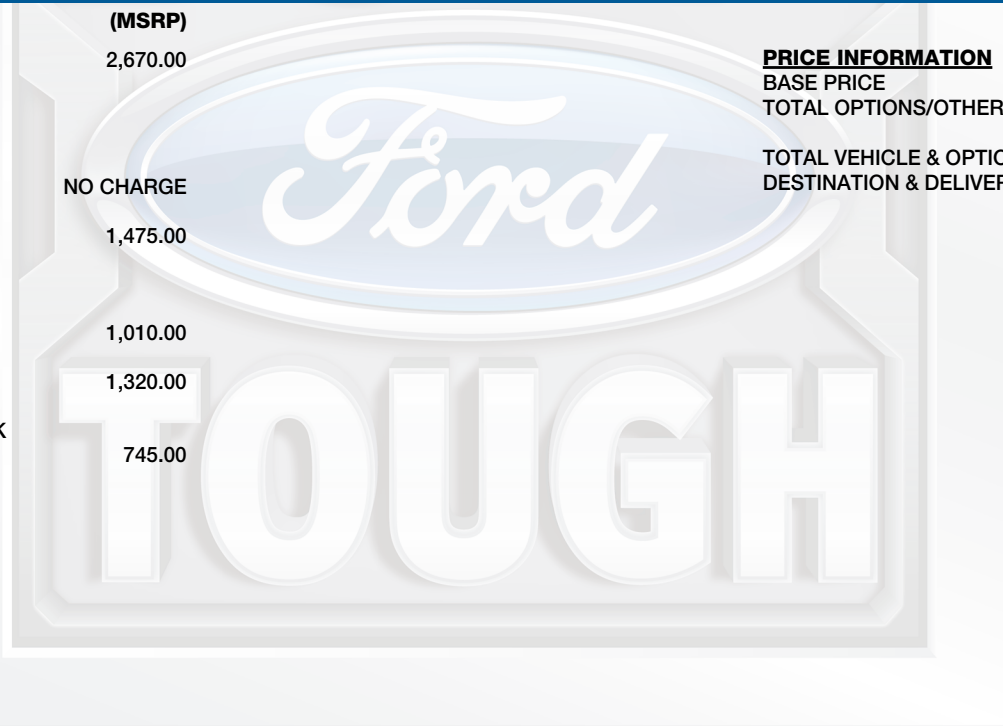 (MSRP)
2,670.00
NO CHARGE
1,475.00
1,010.00
1,320.00
K
745.00
PRICE INFORMATION
BASE PRICE
TOTAL OPTIONS/OTHER
TOTAL VEHICLE & OPTIO
DESTINATION & DELIVER
Ford
TOUGH